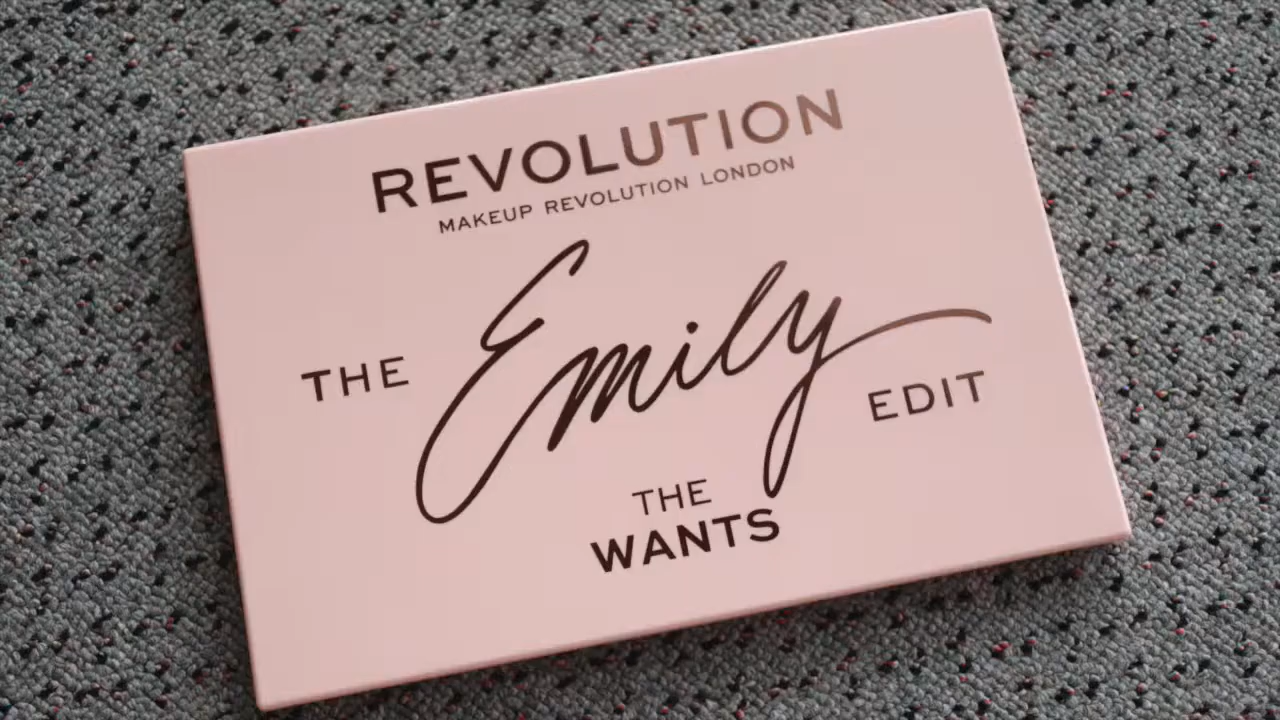 REVOLUTION
MAKEUP REVOLUTION LONDON
THE Emily EDIT
THE
WANTS